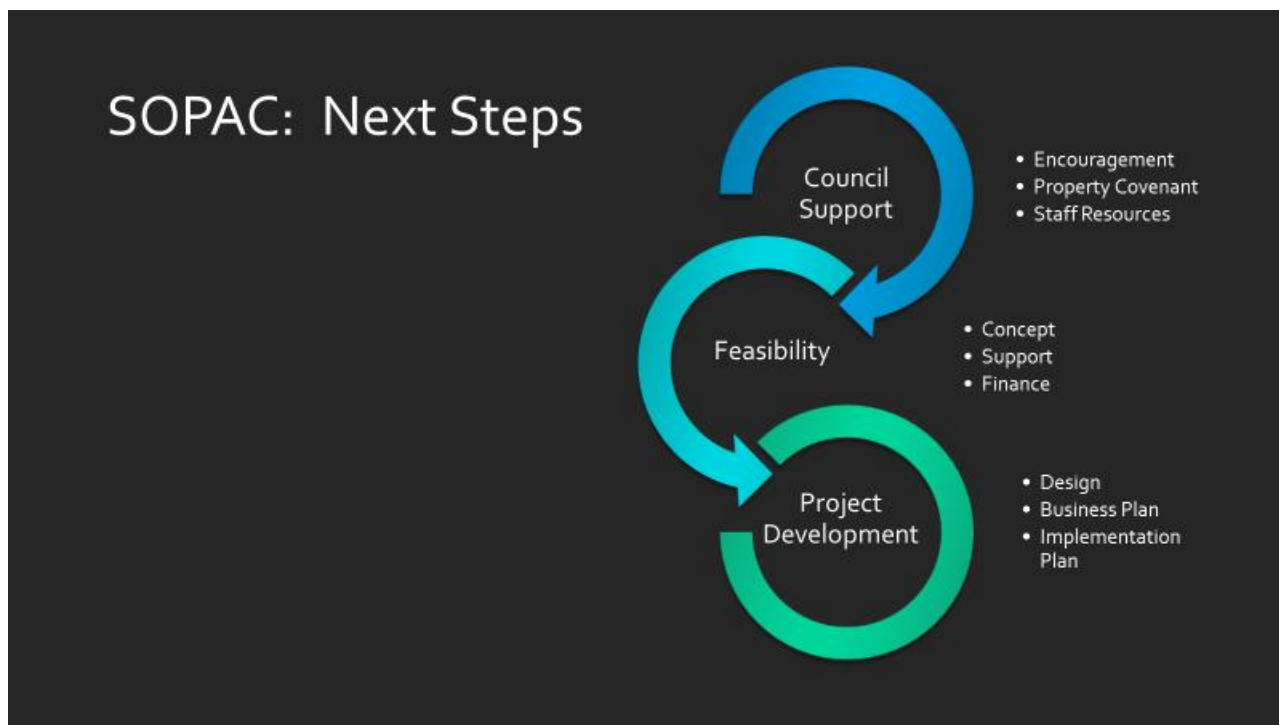 SOPAC: Next Steps
Council
Support
• Encouragement
• Property Covenant
• Staff Resources
Feasibility
• Concept
• Support
• Finance
Project
Development
• Design
• Business Plan
• Implementation
Plan